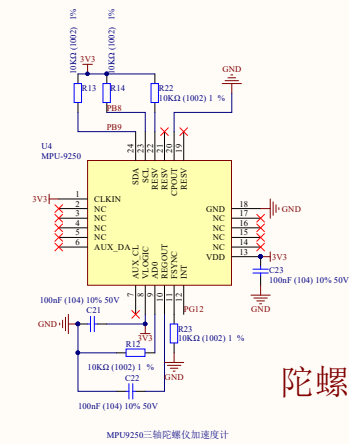 10KΩ (1002) 1%
10KΩ (1002) 1%
3V3
GND
R13
R14
R22
10KΩ (1002) 1 %
PB8
PB9
U4
MPU-9250
24
23
22
21
20
19
SDA
SCL
RESV
RESV
CPOUT
RESV
3V3
1
CLKIN
2
NC
3
NC
4
NC
5
NC
6
AUX_DA
GND
18
GND
NC
17
NC
16
NC
15
NC
14
VDD
13
3V3
AUX_CL
VLOGIC
AD0
REGOUT
FSYNC
INT
7
8
9
10
11
12
C23
100nF (104) 10% 50V
GND
100nF (104) 10% 50V
C21
PG12
GND
3V3
R23
10KΩ (1002) 1 %
R12
10KΩ (1002) 1 %
GND
C22
100nF (104) 10% 50V
陀螺
MPU9250三轴陀螺仪加速度计